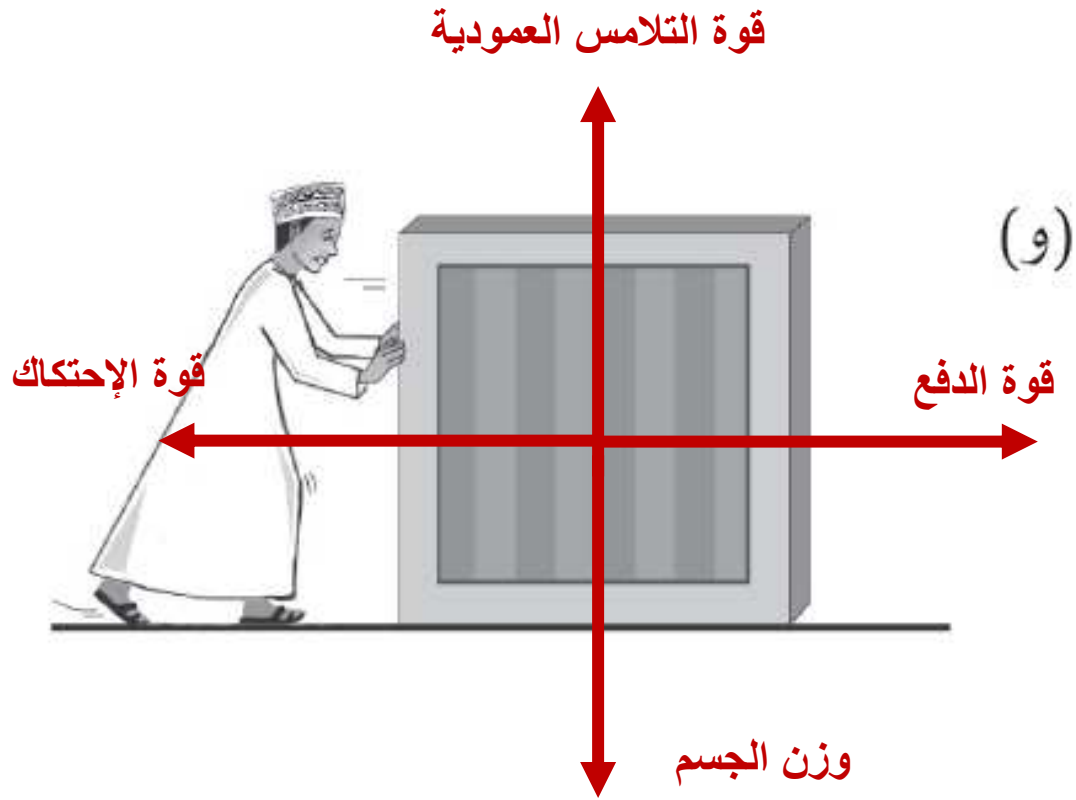 قوة التلامس العمودية
(و)
قوة الدفع
قوة الإحتكاك
وزن الجسم